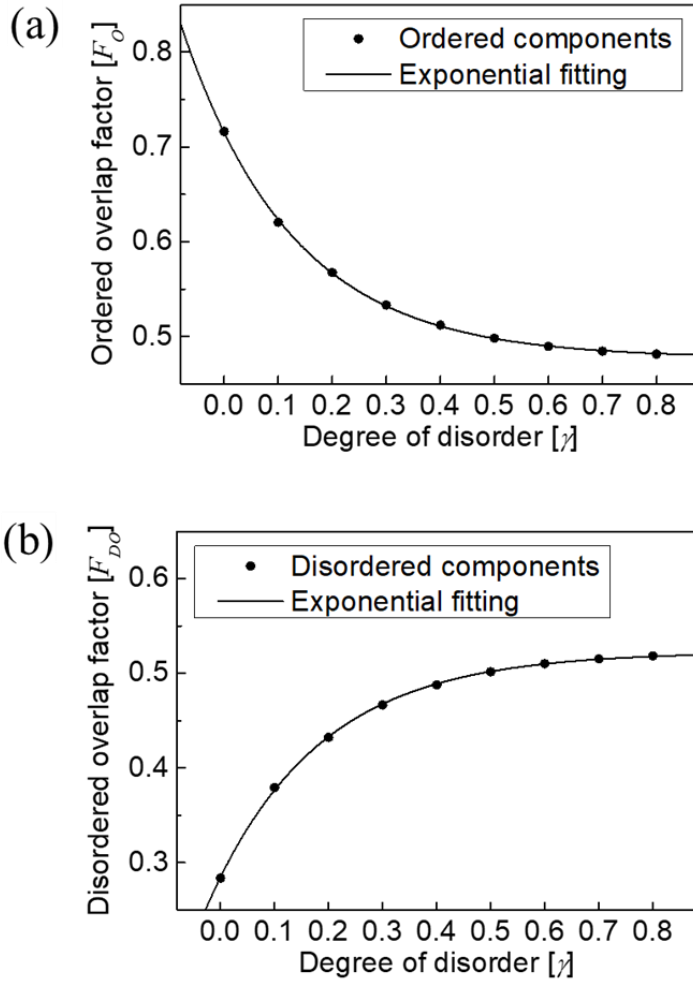 (a)
Ordered overlap factor [F_O]
0.8
0.7
0.6
0.5
Ordered components
Exponential fitting
0.0 0.1 0.2 0.3 0.4 0.5 0.6 0.7 0.8
Degree of disorder [γ]
(b)
Disordered overlap factor [F_DO]
0.6
0.5
0.4
0.3
Disordered components
Exponential fitting
0.0 0.1 0.2 0.3 0.4 0.5 0.6 0.7 0.8
Degree of disorder [γ]